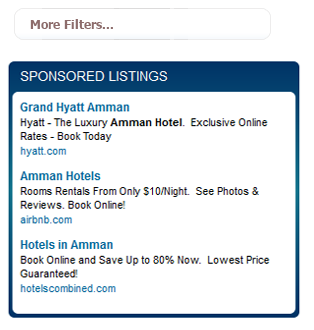 More Filters...
SPONSORED LISTINGS
Grand Hyatt Amman
Hyatt - The Luxury Amman Hotel.  Exclusive Online
Rates - Book Today
hyatt.com
Amman Hotels
Rooms Rentals From Only $10/Night.  See Photos &
Reviews. Book Online!
airbnb.com
Hotels in Amman
Book Online and Save Up to 80% Now.  Lowest Price
Guaranteed!
hotelscombined.com